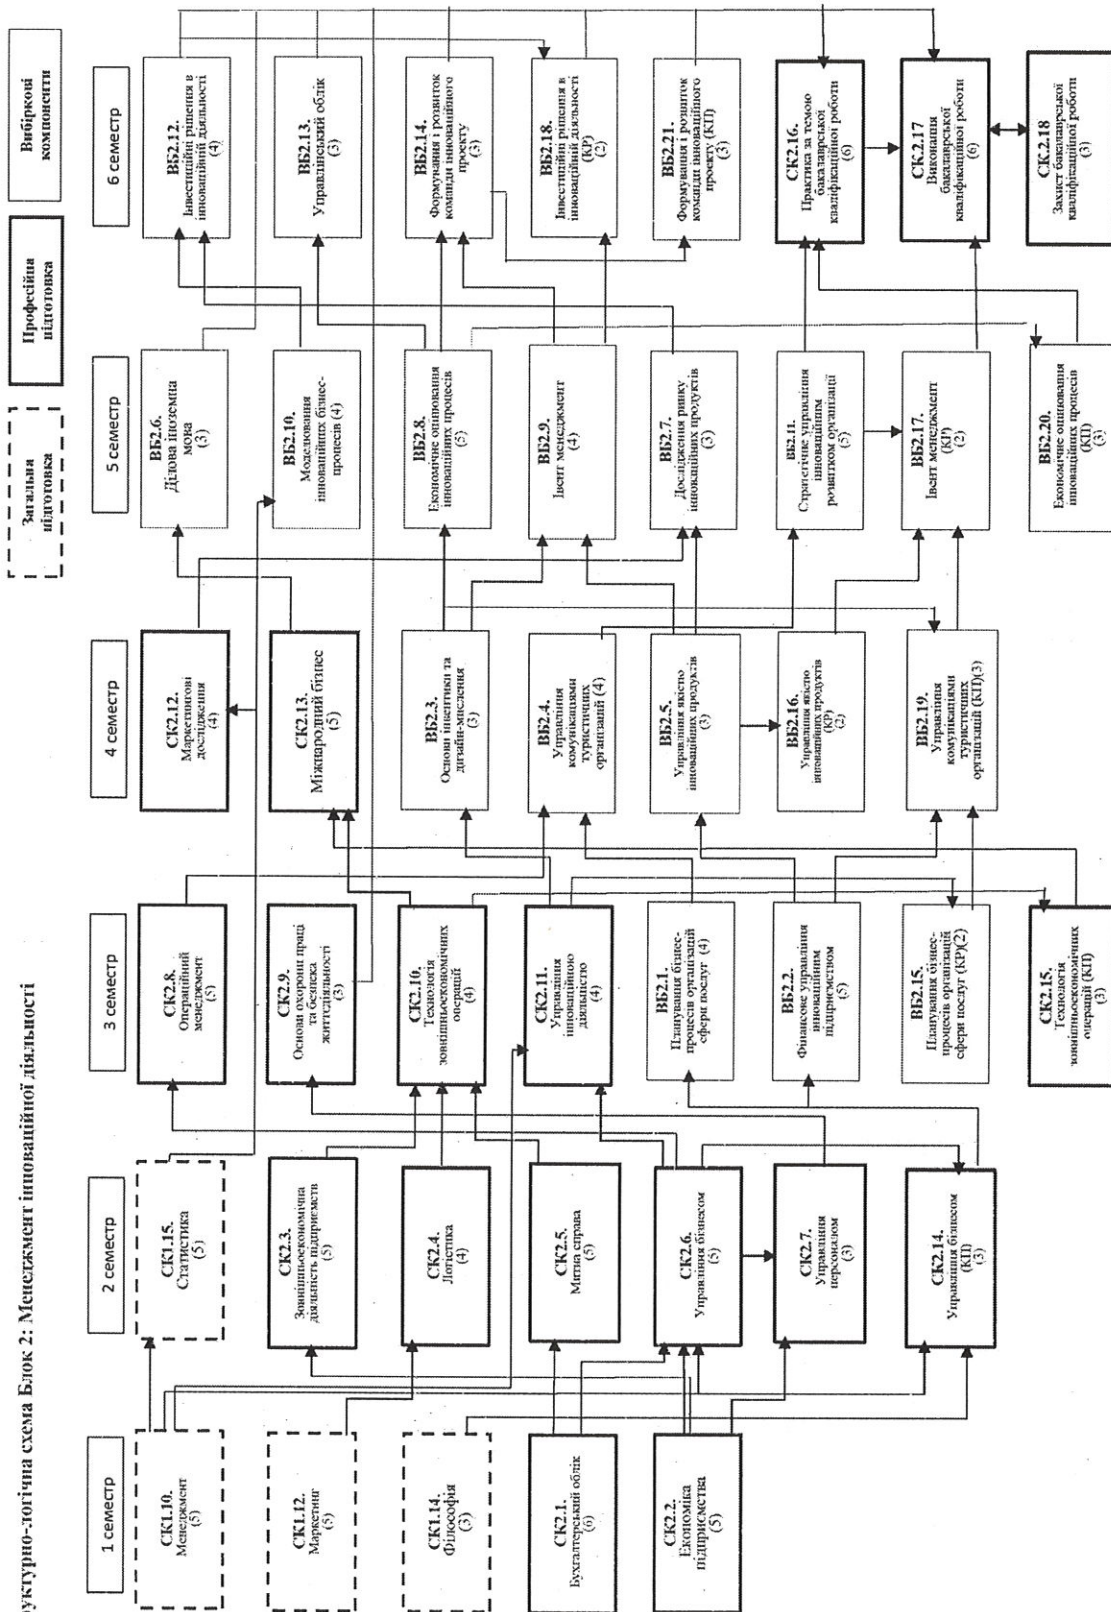 руктурно-логічна схема Блок 2: Менеджмент інноваційної діяльності
Загальна
підготовка
Професійна
підготовка
Вибіркові
компоненти
1 семестр
СК1.10.
Менеджмент
(5)
СК1.12.
Маркетинг
(5)
СК1.14.
Філософія
(3)
СК2.1.
Бухгалтерський облік
(6)
СК2.2.
Економіка
підприємства
(5)
2 семестр
СК1.15.
Статистика
(5)
СК2.3.
Зовнішньоекономічна
діяльність підприємств
(5)
СК2.4.
Логістика
(4)
СК2.5.
Митна справа
(5)
СК2.6.
Управління бізнесом
(5)
СК2.7.
Управління
персоналом
(3)
СК2.14.
Управління бізнесом
(КП)
(3)
3 семестр
СК2.8.
Операційний
менеджмент
(5)
СК2.9.
Основи охорони праці
та безпека
життєдіяльності
(3)
СК2.10.
Технологія
зовнішньоекономічних
операцій
(4)
СК2.11.
Управління
інноваційною
діяльністю
(4)
ВБ2.1.
Планування бізнес-
процесів організацій
сфери послуг (4)
ВБ2.2.
Фінансове управління
інноваційним
підприємством
(5)
ВБ2.15.
Планування бізнес-
процесів організацій
сфери послуг (КР)(2)
СК2.15.
Технологія
зовнішньоекономічних
операцій (КП)
(3)
4 семестр
СК2.12.
Маркетингові
дослідження
(4)
СК2.13.
Міжнародний бізнес
(5)
ВБ2.3.
Основи інвентики та
дизайн-мислення
(3)
ВБ2.4.
Управління
комунікаціями
туристичних
організацій (4)
ВБ2.5.
Управління якістю
інноваційних продуктів
(3)
ВБ2.16.
Управління якістю
інноваційних продуктів
(КР)
(2)
ВБ2.19.
Управління
комунікаціями
туристичних
організацій (КП)(3)
5 семестр
ВБ2.6.
Ділова іноземна
мова
(3)
ВБ2.10.
Моделювання
інноваційних бізнес-
процесів (4)
ВБ2.8.
Економічне оцінювання
інноваційних процесів
(5)
ВБ2.9.
Івент менеджмент
(4)
ВБ2.7.
Дослідження ринку
інноваційних продуктів
(3)
ВБ2.11.
Стратегічне управління
інноваційним
розвитком організації
(5)
ВБ2.17.
Івент менеджмент
(КР)
(2)
ВБ2.20.
Економічне оцінювання
інноваційних процесів
(КП)
(3)
6 семестр
ВБ2.12.
Інвестиційні рішення в
інноваційній діяльності
(4)
ВБ2.13.
Управлінський облік
(3)
ВБ2.14.
Формування і розвиток
команди інноваційного
проекту
(3)
ВБ2.18.
Інвестиційні рішення в
інноваційній діяльності
(КР)
(2)
ВБ2.21.
Формування і розвиток
команди інноваційного
проекту (КП)
(3)
СК2.16.
Практика за темою
бакалаврської
кваліфікаційної роботи
(6)
СК2.17
Виконання
бакалаврської
кваліфікаційної роботи
(6)
СК2.18
Захист бакалаврської
кваліфікаційної роботи
(3)